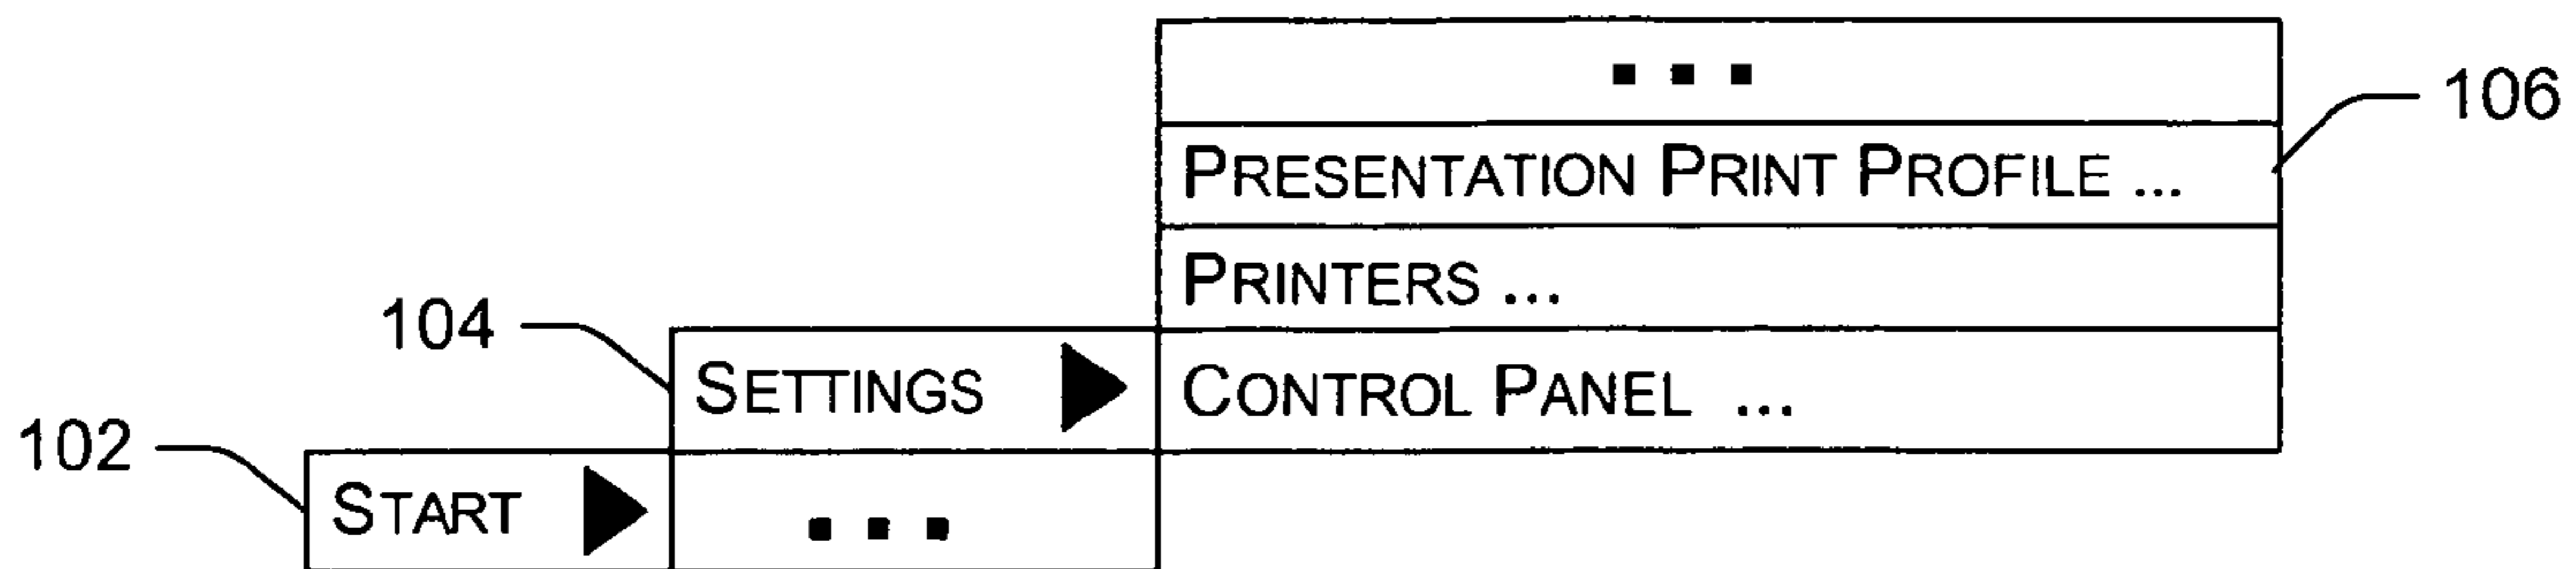 ...
106
PRESENTATION PRINT PROFILE ...
PRINTERS ...
104
SETTINGS
CONTROL PANEL ...
102
START
...